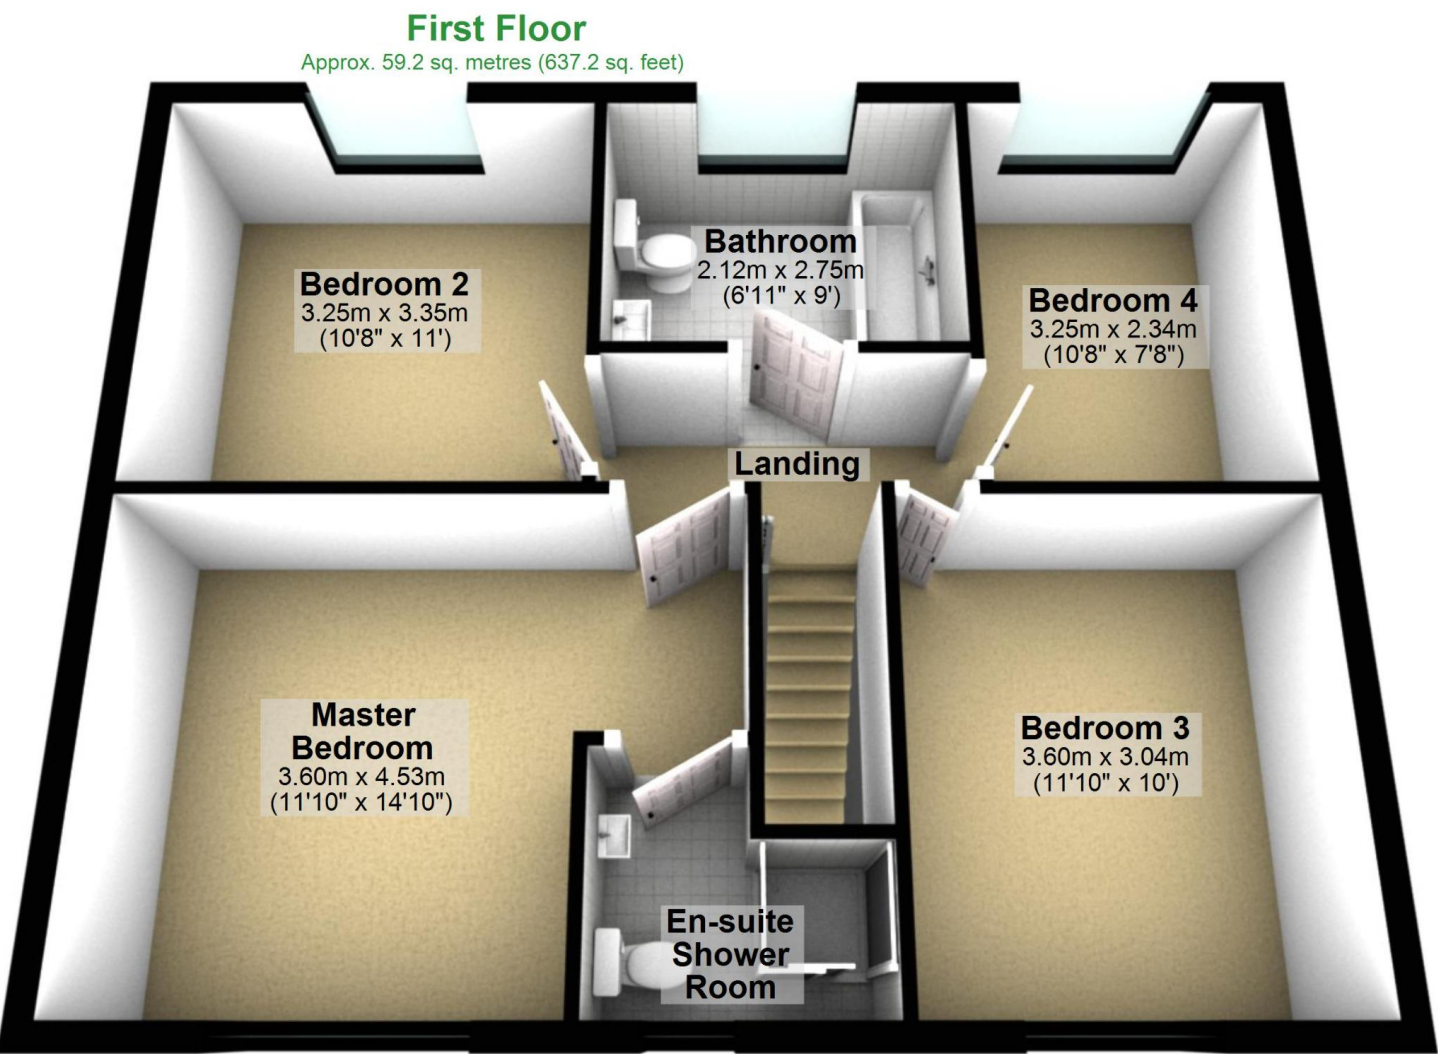 First Floor
Approx. 59.2 sq. metres (637.2 sq. feet)
Bedroom 2
3.25m x 3.35m
(10'8" x 11')
Bathroom
2.12m x 2.75m
(6'11" x 9')
Bedroom 4
3.25m x 2.34m
(10'8" x 7'8")
Landing
Master
Bedroom
3.60m x 4.53m
(11'10" x 14'10")
Bedroom 3
3.60m x 3.04m
(11'10" x 10')
En-suite
Shower
Room